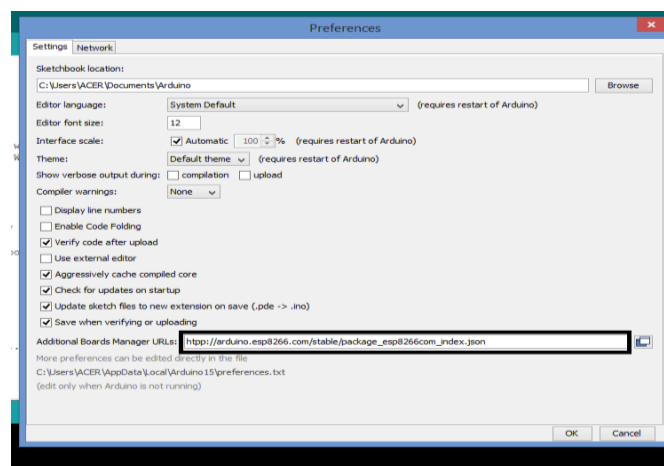 Preferences
Settings Network
Sketchbook location:
C:\Users\ACER\Documents\Arduino Browse
Editor language: System Default (requires restart of Arduino)
Editor font size: 12
Interface scale: Automatic 100 % (requires restart of Arduino)
Theme: Default theme (requires restart of Arduino)
Show verbose output during: compilation upload
Compiler warnings: None
Display line numbers
Enable Code Folding
Verify code after upload
Use external editor
Aggressively cache compiled core
Check for updates on startup
Update sketch files to new extension on save (.pde -> .ino)
Save when verifying or uploading
Additional Boards Manager URLs: htpp://arduino.esp8266.com/stable/package_esp8266com_index.json
More preferences can be edited directly in the file
C:\Users\ACER\AppData\Local\Arduino15\preferences.txt
(edit only when Arduino is not running)
OK Cancel